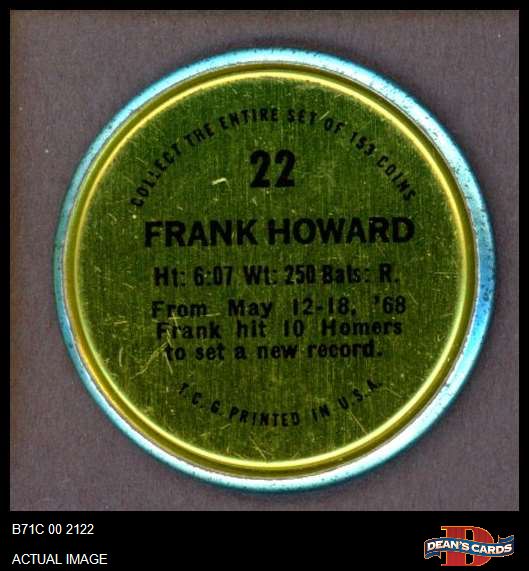 COLLECT THE ENTIRE SET OF 153 COINS
22
FRANK HOWARD
Ht: 6:07 Wt: 250 Bats: R.
From May 12-18, '68
Frank hit 10 Homers
to set a new record.
T.C.G. PRINTED IN U.S.A.
B71C 00 2122
ACTUAL IMAGE
D
DEAN'S CARDS